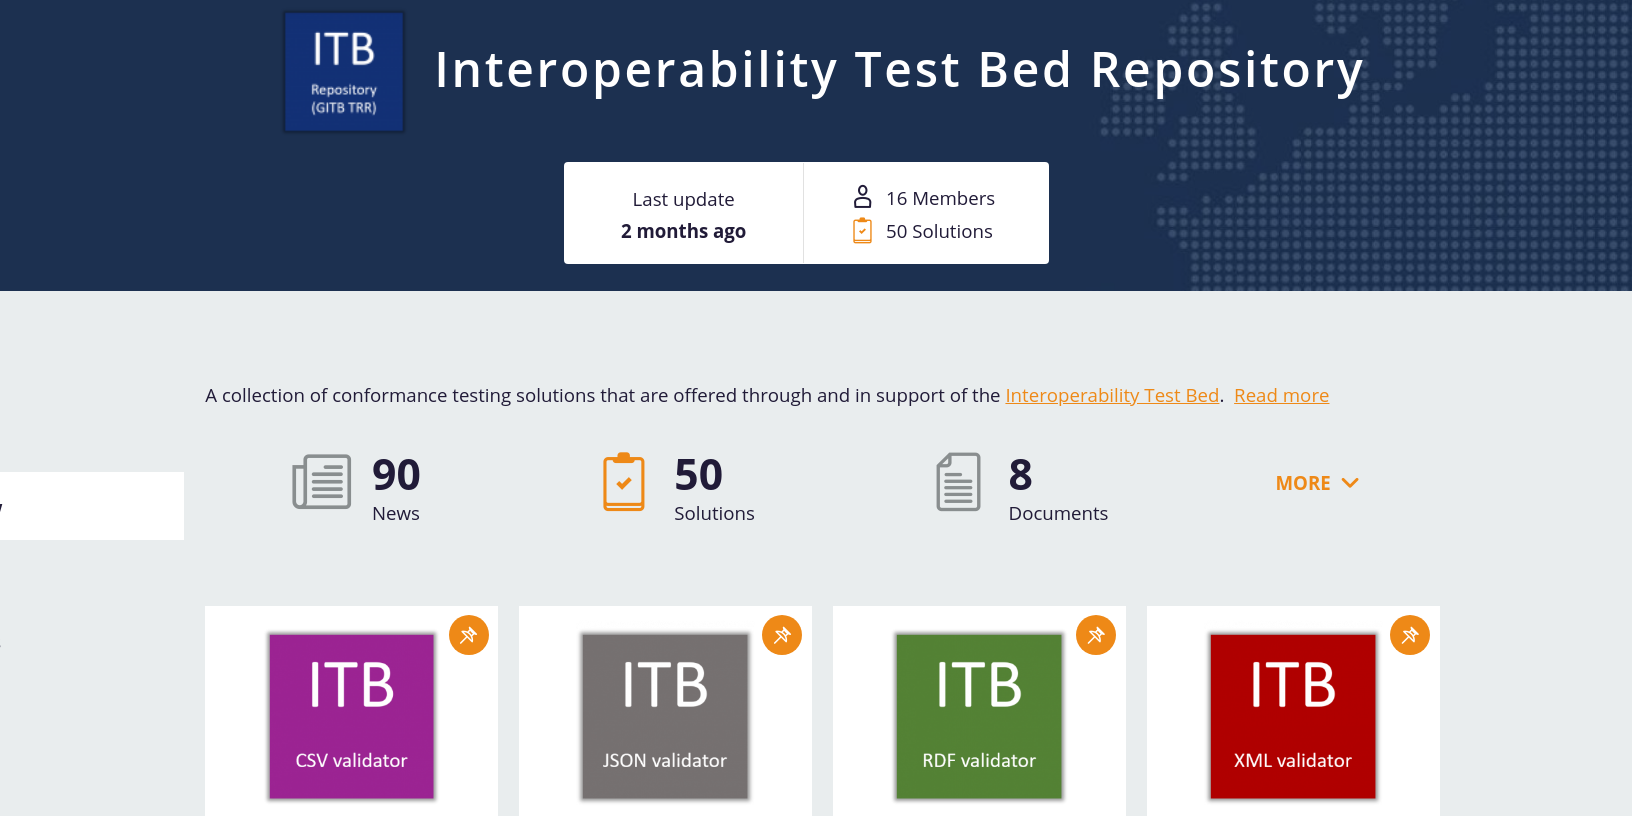 ITB
Repository
(GITB TRR)
Interoperability Test Bed Repository
Last update
2 months ago
16 Members
50 Solutions
A collection of conformance testing solutions that are offered through and in support of the Interoperability Test Bed. Read more
90
News
50
Solutions
8
Documents
MORE
ITB
CSV validator
ITB
JSON validator
ITB
RDF validator
ITB
XML validator